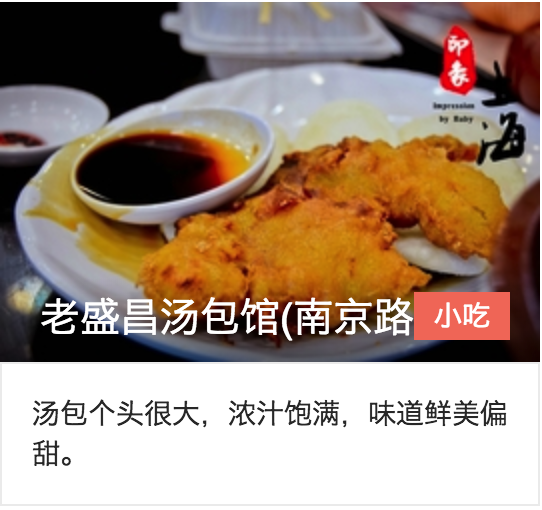 印象
上海
Impression
by Baby
老盛昌汤包馆(南京路
小吃
汤包个头很大，浓汁饱满，味道鲜美偏
甜。